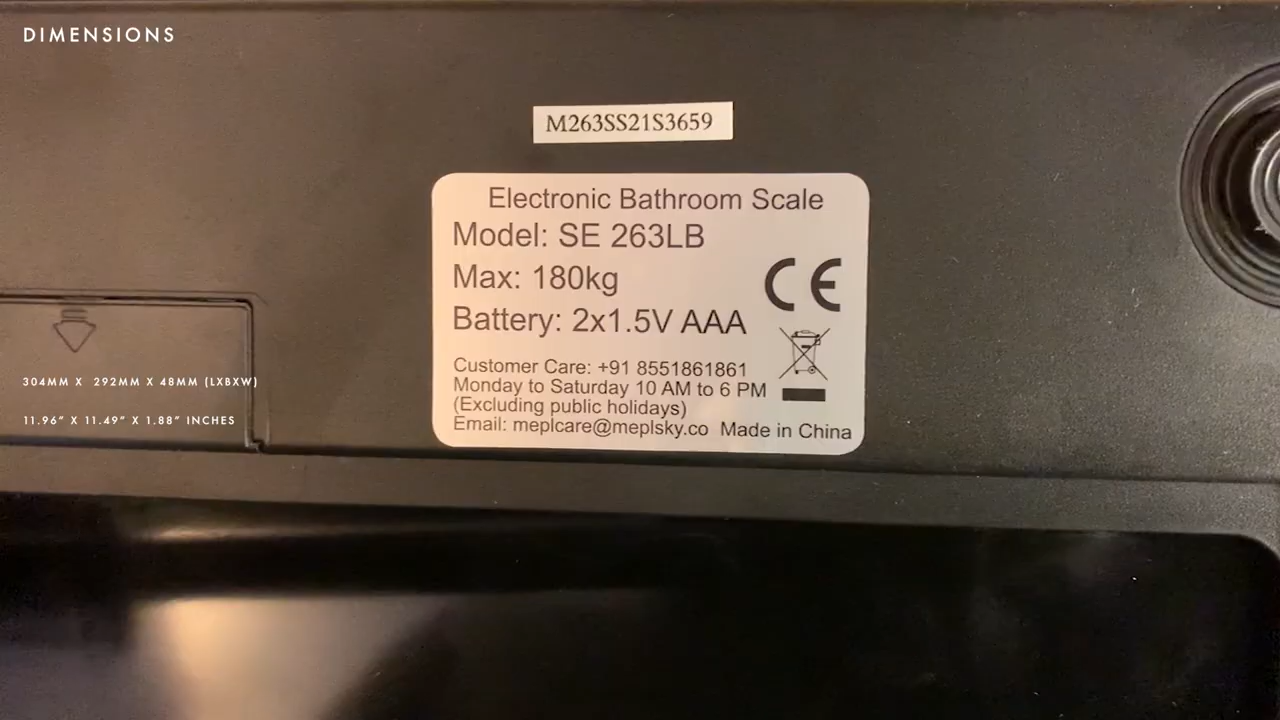 DIMENSIONS
M263SS21S3659
Electronic Bathroom Scale
Model: SE 263LB
Max: 180kg
Battery: 2x1.5V AAA
CE
Customer Care: +91 8551861861
Monday to Saturday 10 AM to 6 PM
(Excluding public holidays)
Email: meplcare@meplsky.co Made in China
304MM X 292MM X 48MM (LXBXW)
11.96” X 11.49” X 1.88” INCHES